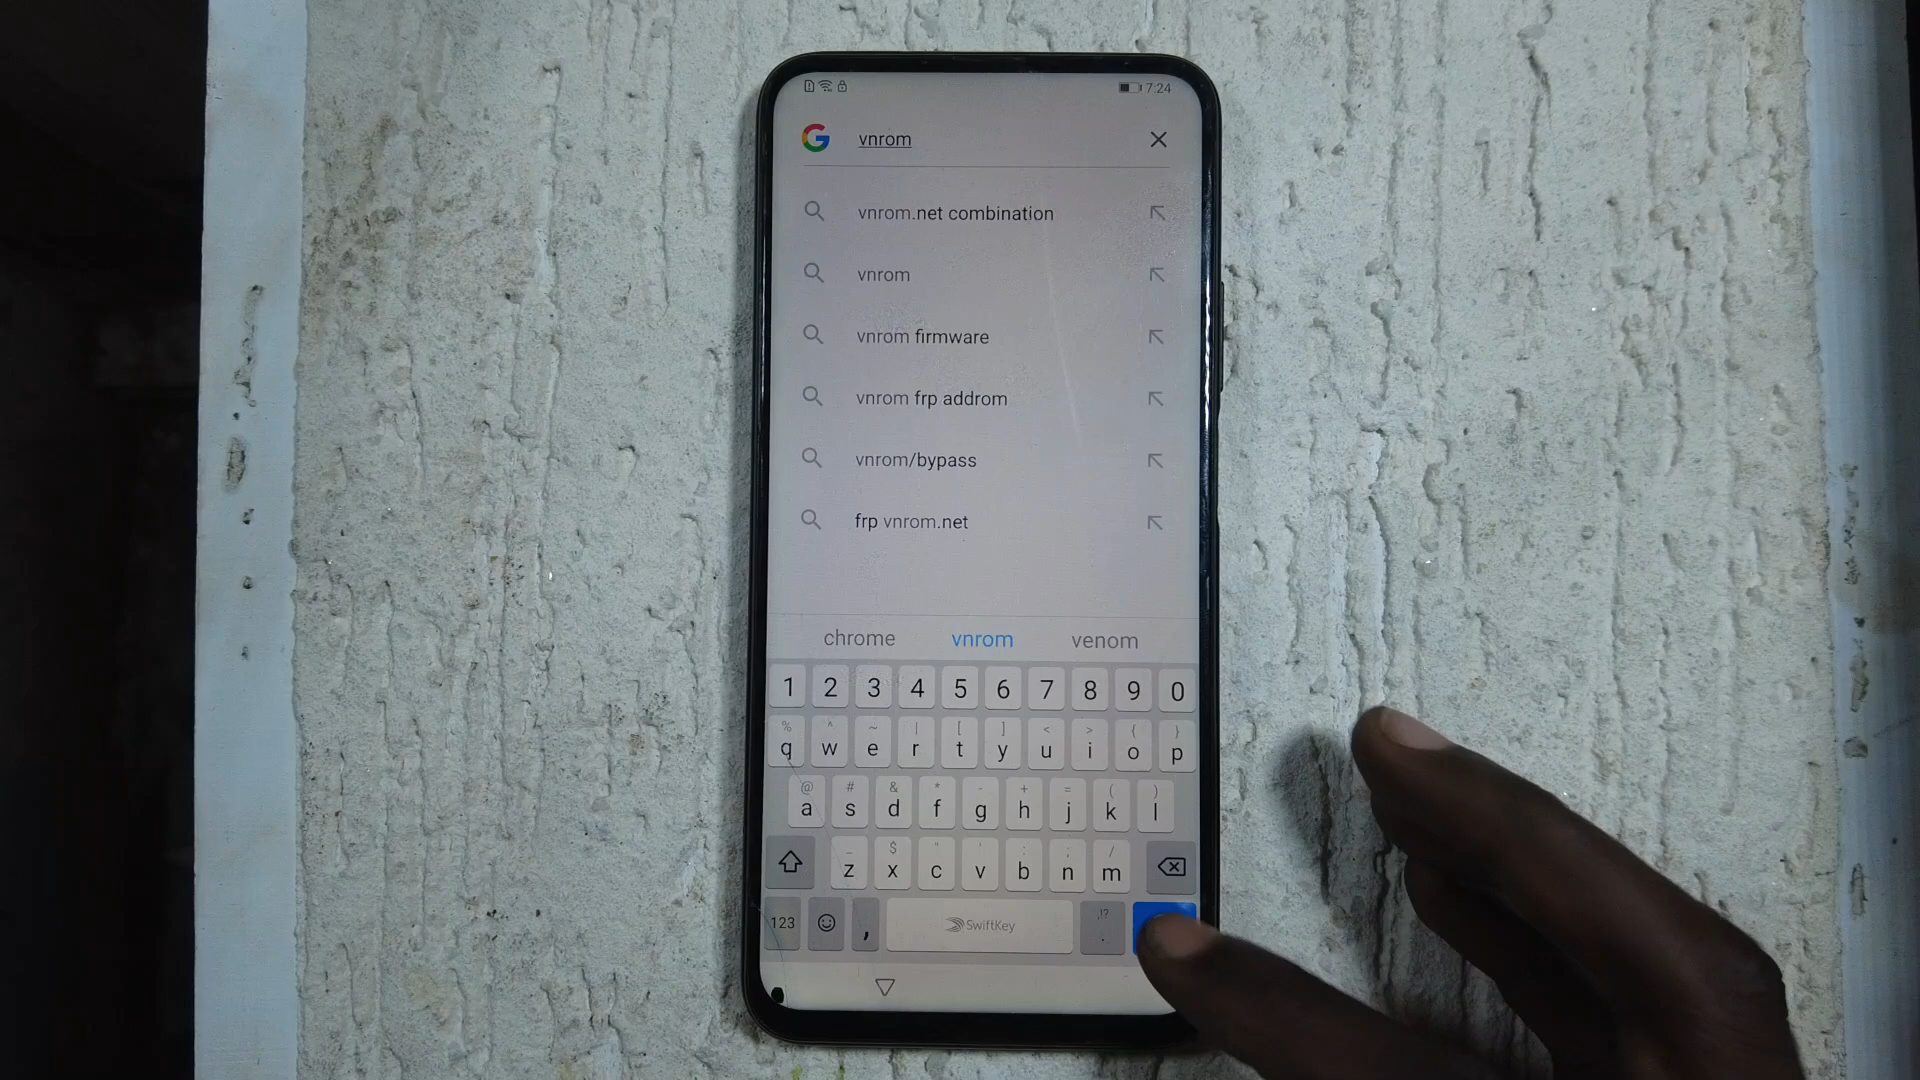 7:24
vnrom
vnrom.net combination
vnrom
vnrom firmware
vnrom frp addrom
vnrom/bypass
frp vnrom.net
chrome vnrom venom
1 2 3 4 5 6 7 8 9 0
% ^ ~ | [ ] < > { }
q w e r t y u i o p
@ # & * - + = ( )
a s d f g h j k l
_ $ " ' : ; /
z x c v b n m
123 , SwiftKey ,!? .